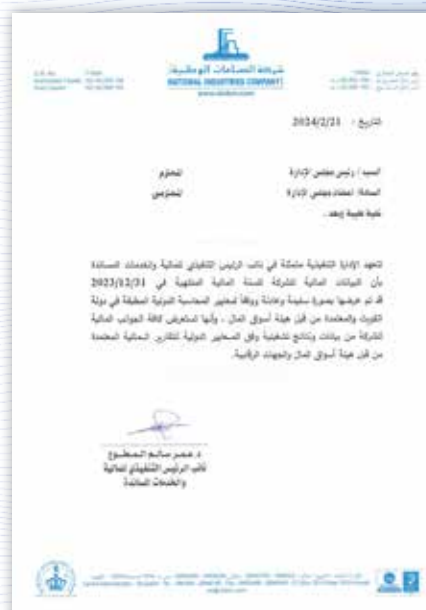 شركة الصناعات الوطنية
NATIONAL INDUSTRIES COMPANY
التاريخ : 2024/2/21
السيد / رئيس مجلس الإدارة المحترم
السادة/ أعضاء مجلس الإدارة المحترمين
تحية طيبة وبعد ،
تتعهد الإدارة التنفيذية متمثلة في نائب الرئيس التنفيذي للمالية والخدمات المساندة
بأن البيانات المالية للشركة للسنة المالية المنتهية في 2023/12/31
قد تم عرضها بصورة سليمة وعادلة ووفقاً لمعايير المحاسبة الدولية المطبقة في دولة
الكويت والمعتمدة من قبل هيئة أسواق المال ، وأنها تستعرض كافة الجوانب المالية
للشركة من بيانات ونتائج تشغيلية وفق المعايير الدولية للتقارير المالية المعتمدة
من قبل هيئة أسواق المال والجهات الرقابية.
د. عمر سالم المطوع
نائب الرئيس التنفيذي للمالية
والخدمات المساندة